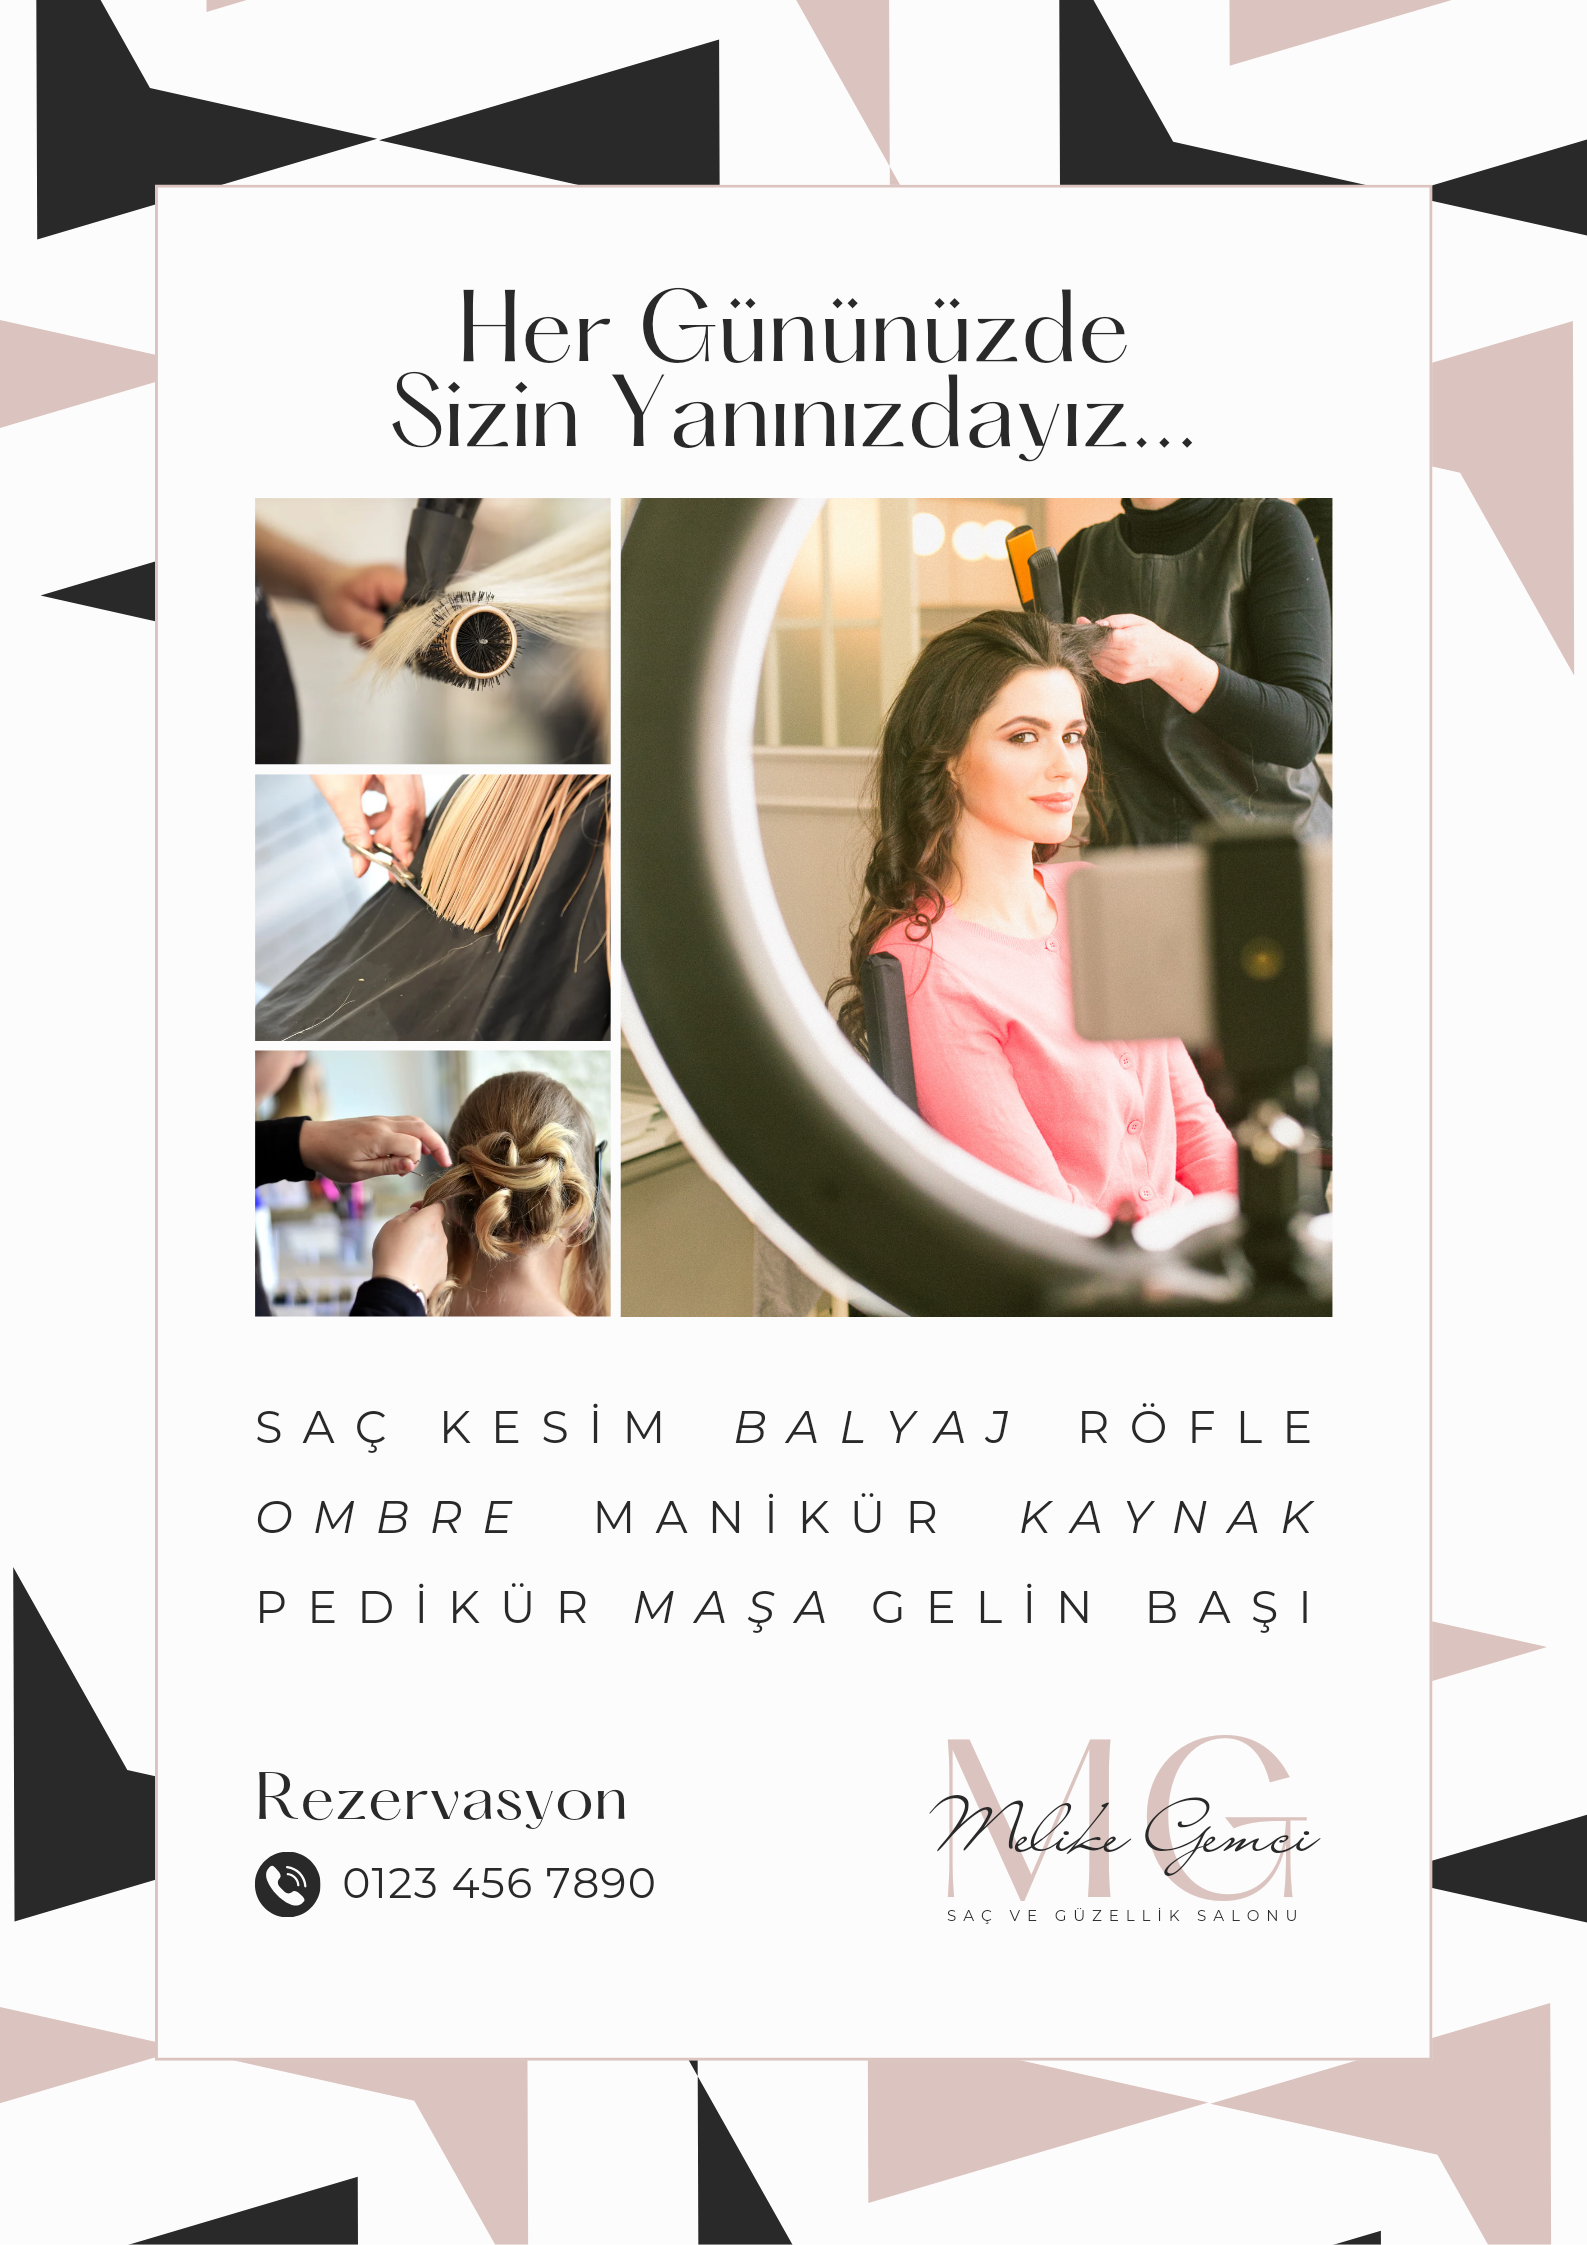 Her Gününüzde
Sizin Yanınızdayız...
SAÇ KESİM BALYAJ RÖFLE
OMBRE MANİKÜR KAYNAK
PEDİKÜR MAŞA GELİN BAŞI
Rezervasyon
0123 456 7890
MG
Melike Gemci
SAÇ VE GÜZELLİK SALONU